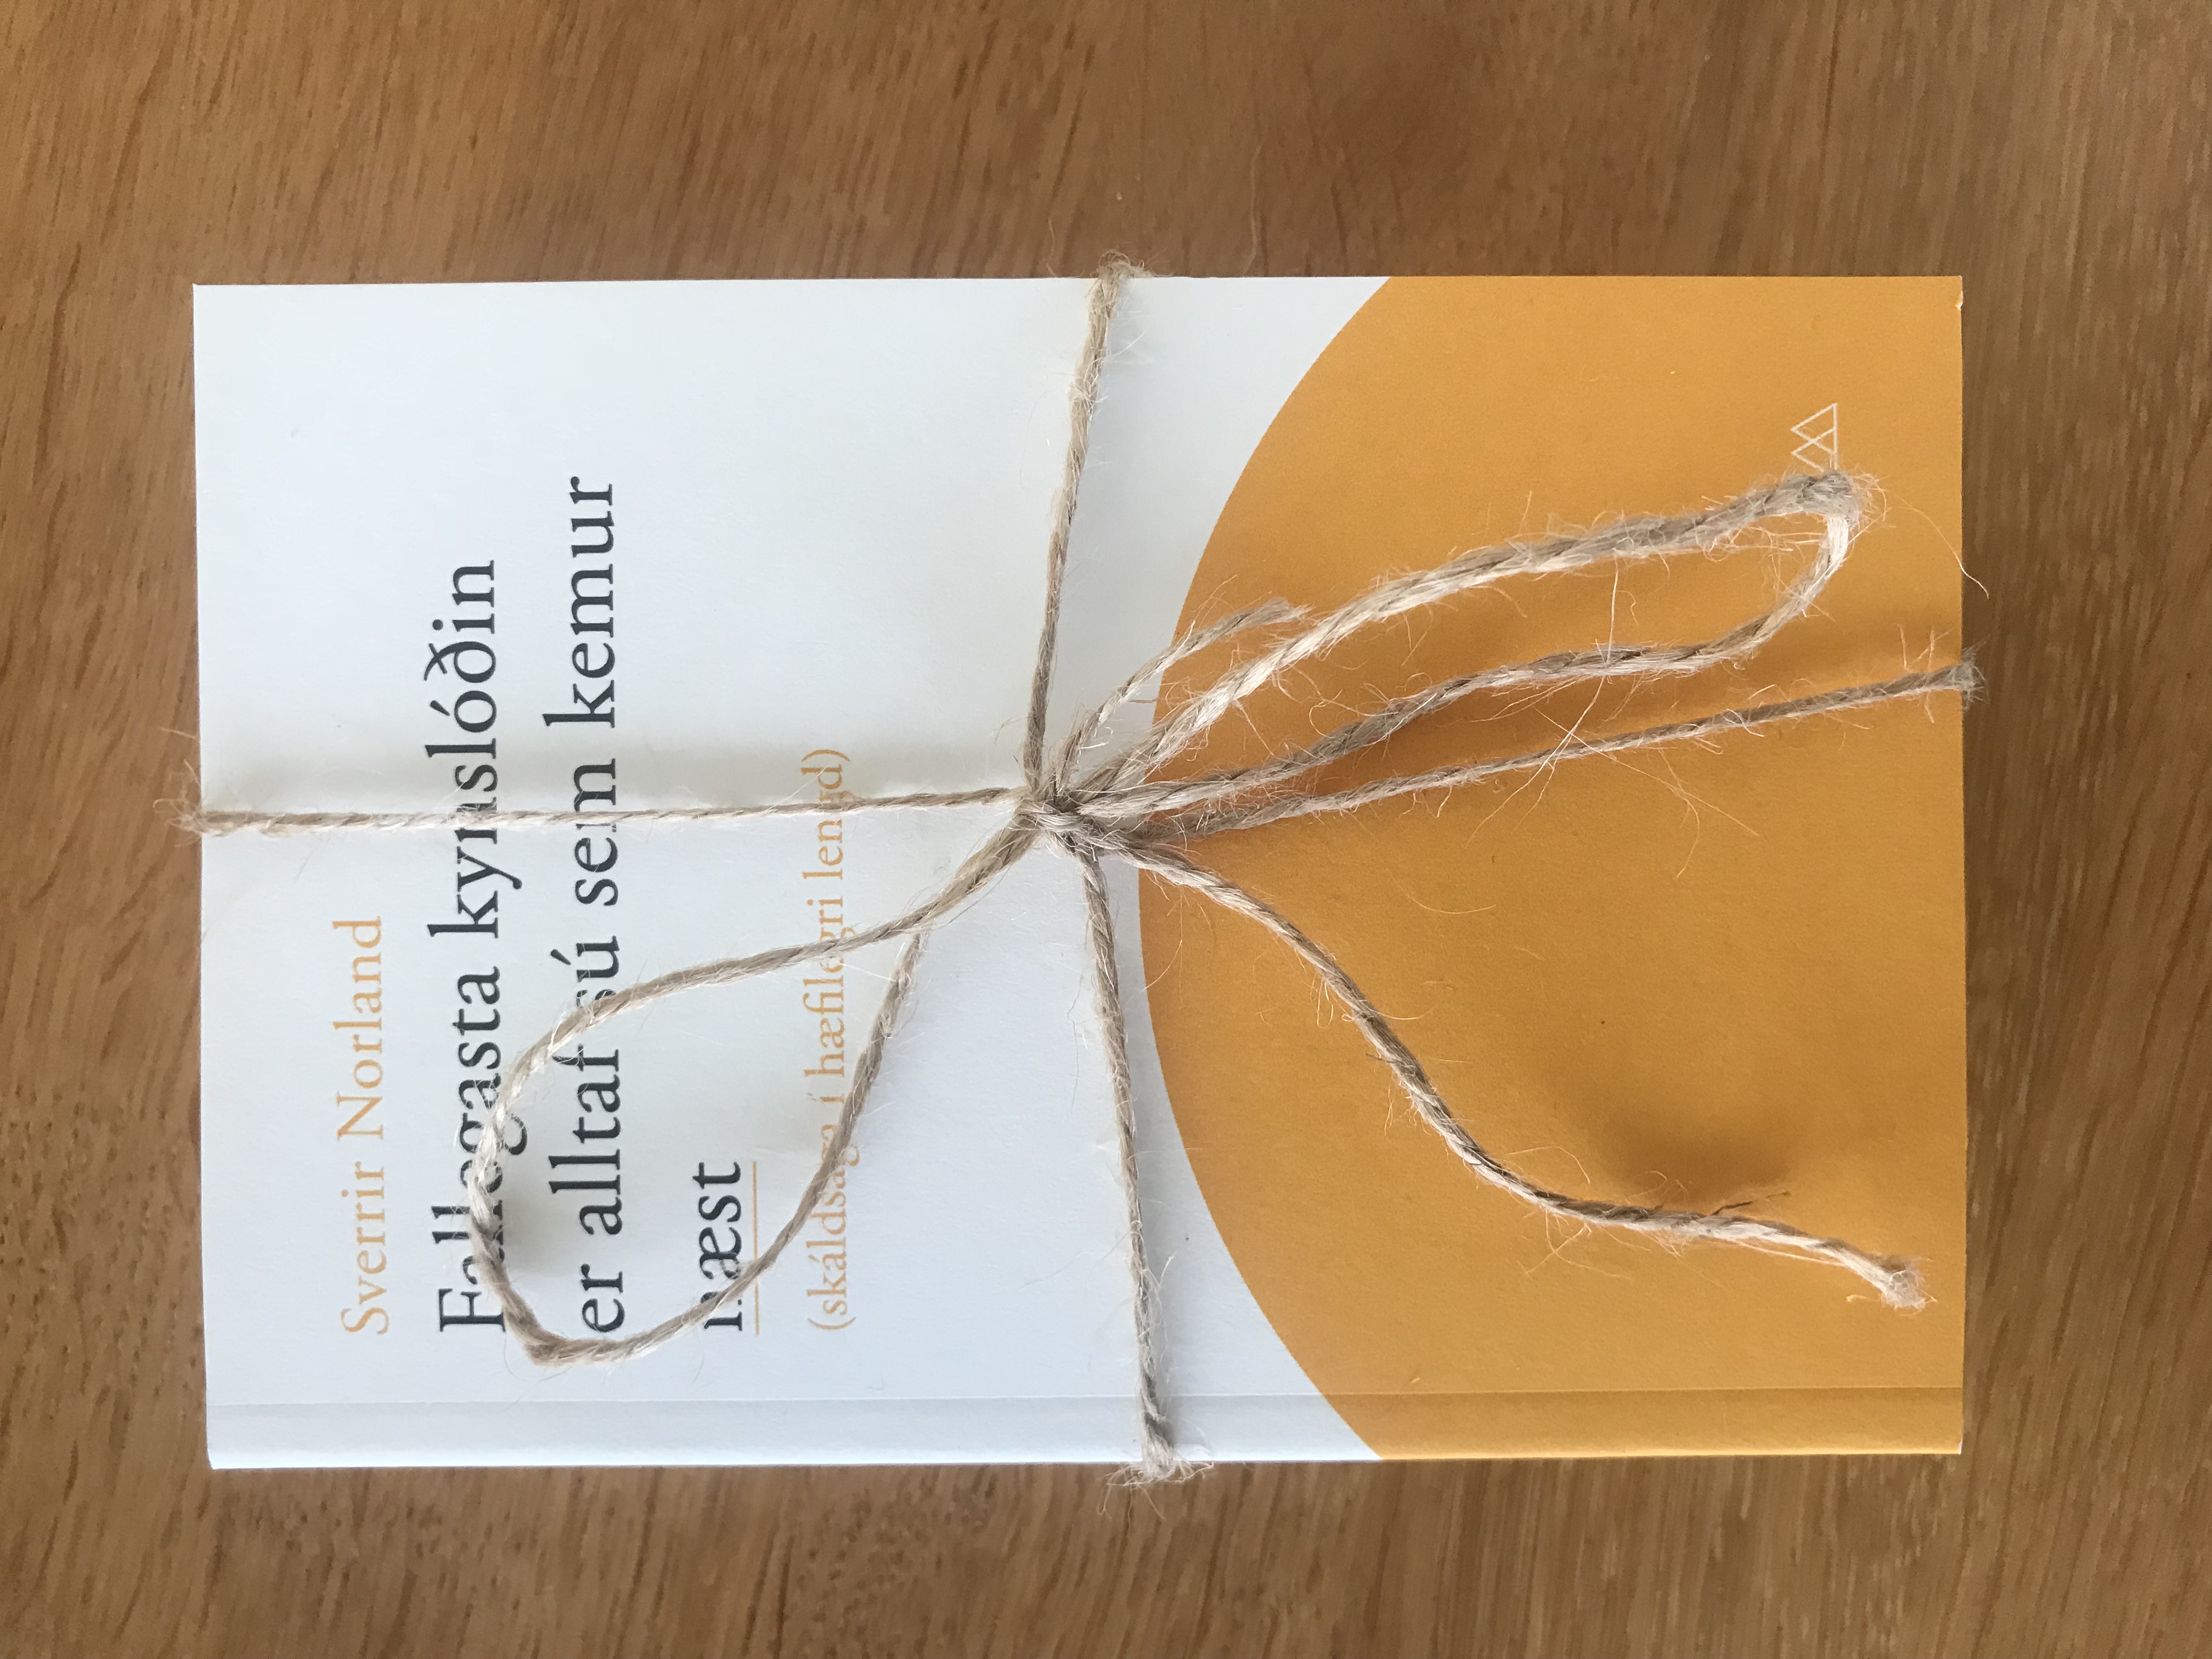 Sverrir Norland
Fallegasta kynslóðin
er alltaf sú sem kemur
næst
(skáldsaga í hæfilegri lengd)